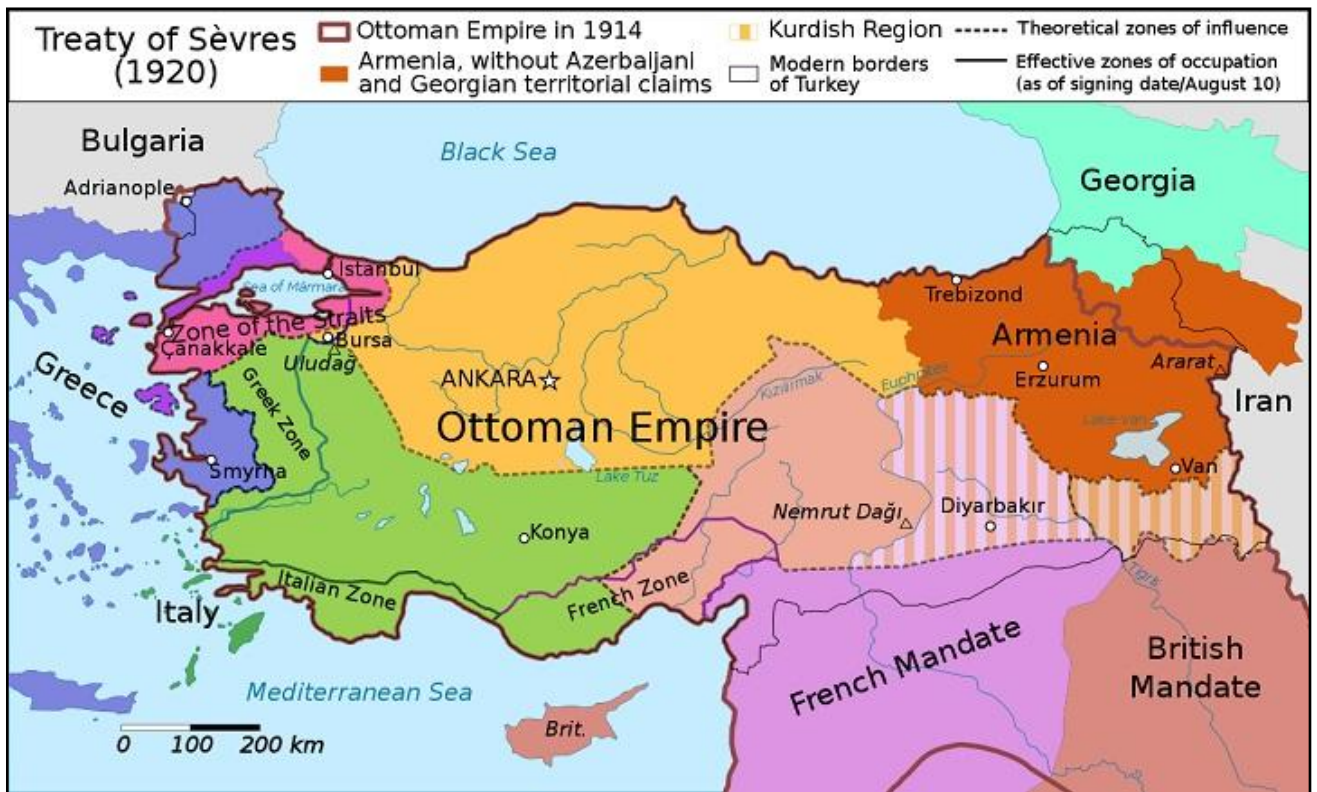 Treaty of Sèvres
(1920)
Ottoman Empire in 1914
Armenia, without Azerbaijani
and Georgian territorial claims
Kurdish Region
Modern borders
of Turkey
Theoretical zones of influence
Effective zones of occupation
(as of signing date/August 10)
Bulgaria
Black Sea
Georgia
Adrianople
Istanbul
Sea of Mármara
Trebizond
Zone of the Straits
Çanakkale
Bursa
Uludağ
Armenia
Ararat
Greece
ANKARA
Kızılırmak
Euphrates
Erzurum
Iran
Greek Zone
Ottoman Empire
Lake Van
Smyrna
Lake Tuz
Van
Nemrut Dağı
Diyarbakır
Konya
Italian Zone
French Zone
Tigris
Italy
French Mandate
British
Mandate
Mediterranean Sea
Brit.
0 100 200 km